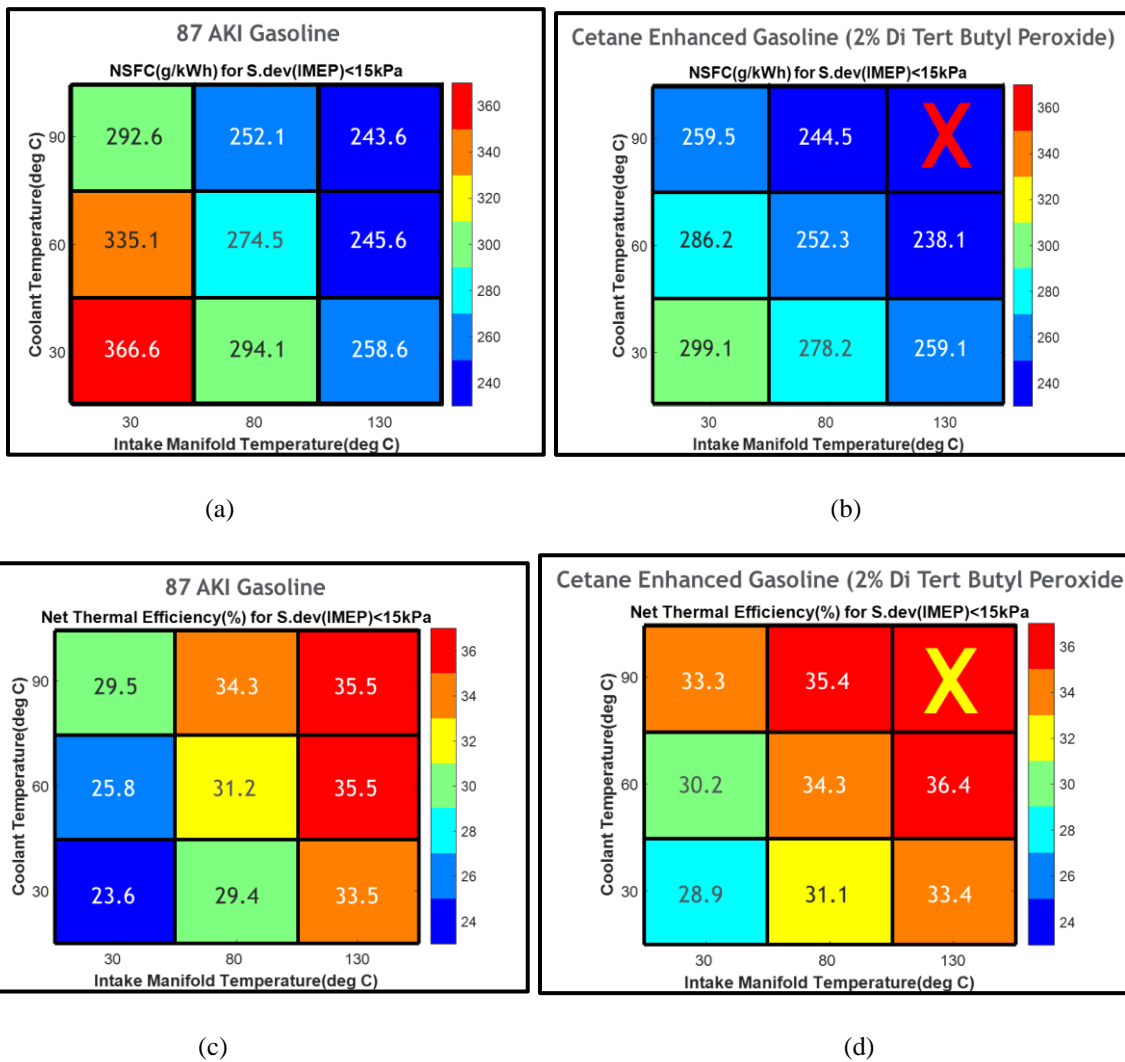 87 AKI Gasoline
NSFC(g/kWh) for S.dev(IMEP)<15kPa
Coolant Temperature(deg C)
90
60
30
292.6 252.1 243.6
335.1 274.5 245.6
366.6 294.1 258.6
30 80 130
Intake Manifold Temperature(deg C)
360
340
320
300
280
260
240
(a)
Cetane Enhanced Gasoline (2% Di Tert Butyl Peroxide)
NSFC(g/kWh) for S.dev(IMEP)<15kPa
Coolant Temperature(deg C)
90
60
30
259.5 244.5 X
286.2 252.3 238.1
299.1 278.2 259.1
30 80 130
Intake Manifold Temperature(deg C)
360
340
320
300
280
260
240
(b)
87 AKI Gasoline
Net Thermal Efficiency(%) for S.dev(IMEP)<15kPa
Coolant Temperature(deg C)
90
60
30
29.5 34.3 35.5
25.8 31.2 35.5
23.6 29.4 33.5
30 80 130
Intake Manifold Temperature(deg C)
36
34
32
30
28
26
24
(c)
Cetane Enhanced Gasoline (2% Di Tert Butyl Peroxide
Net Thermal Efficiency(%) for S.dev(IMEP)<15kPa
Coolant Temperature(deg C)
90
60
30
33.3 35.4 X
30.2 34.3 36.4
28.9 31.1 33.4
30 80 130
Intake Manifold Temperature(deg C)
36
34
32
30
28
26
24
(d)